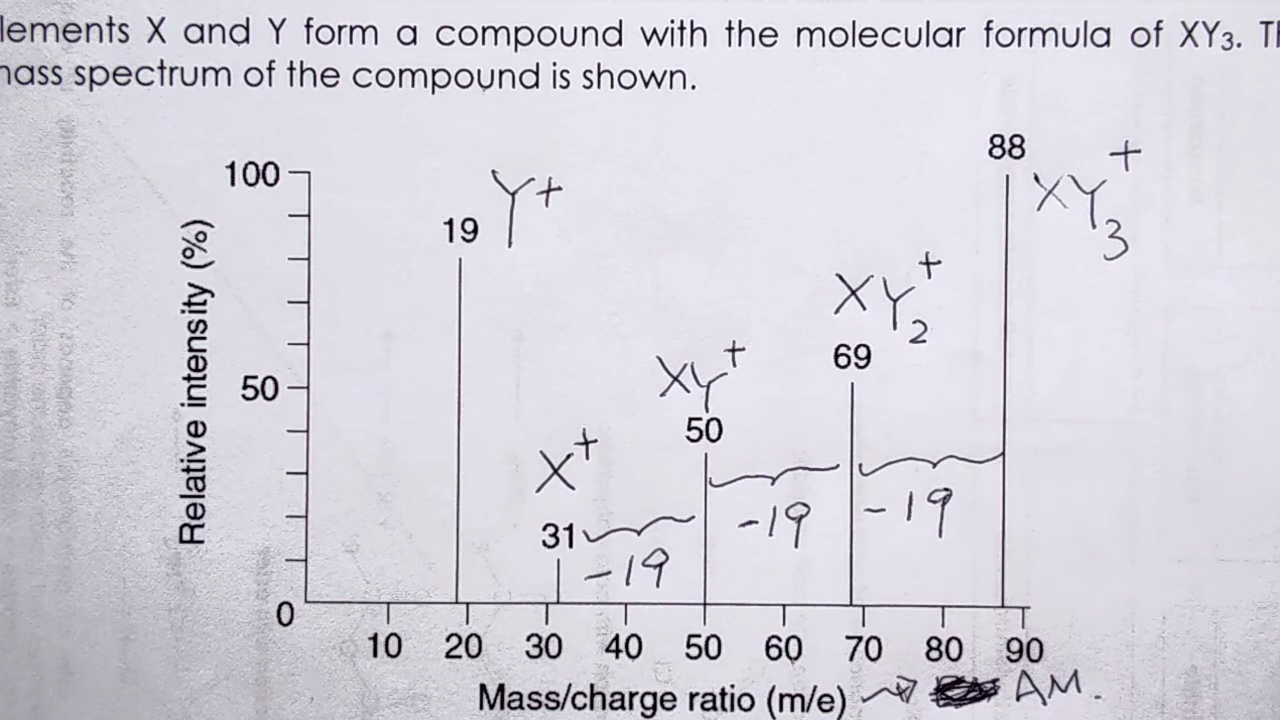 lements X and Y form a compound with the molecular formula of XY₃. Th
mass spectrum of the compound is shown.
88
XY₃⁺
100
19 Y⁺
XY₂⁺
69
XY⁺
50
50
X⁺
31
-19
-19
-19
0
10 20 30 40 50 60 70 80 90
Relative intensity (%)
Mass/charge ratio (m/e) → AM.